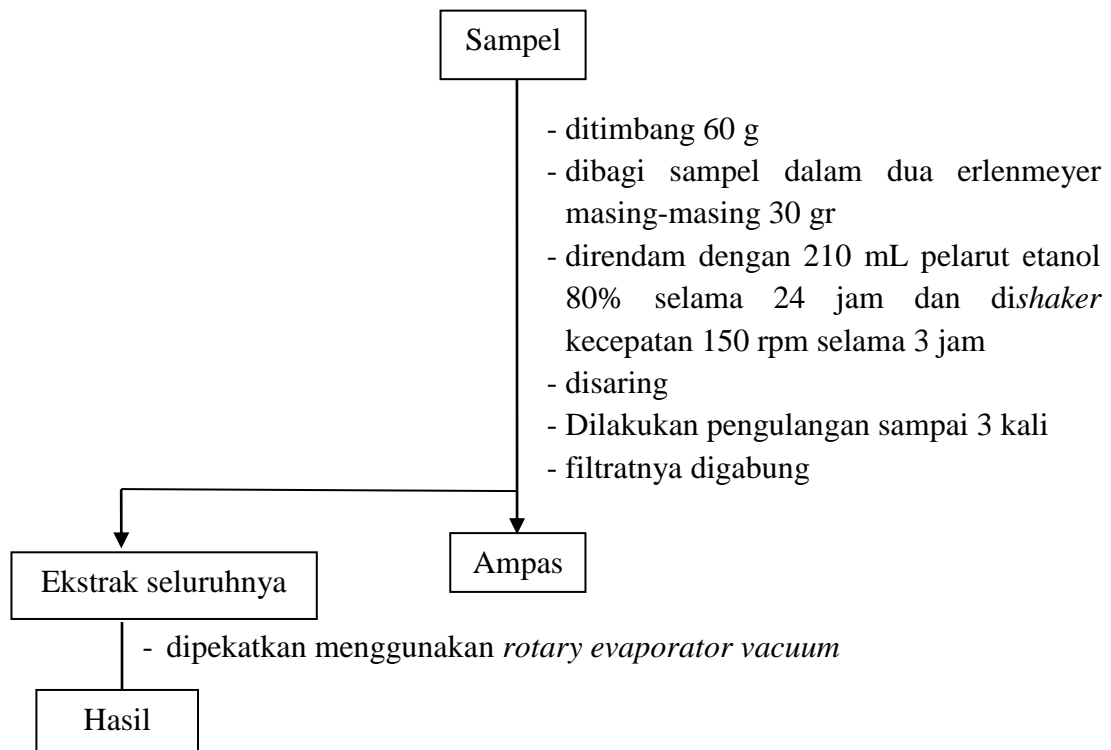 Sampel
- ditimbang 60 g
- dibagi sampel dalam dua erlenmeyer
masing-masing 30 gr
- direndam dengan 210 mL pelarut etanol
80% selama 24 jam dan dishaker
kecepatan 150 rpm selama 3 jam
- disaring
- Dilakukan pengulangan sampai 3 kali
- filtratnya digabung
Ampas
Ekstrak seluruhnya
- dipekatkan menggunakan rotary evaporator vacuum
Hasil